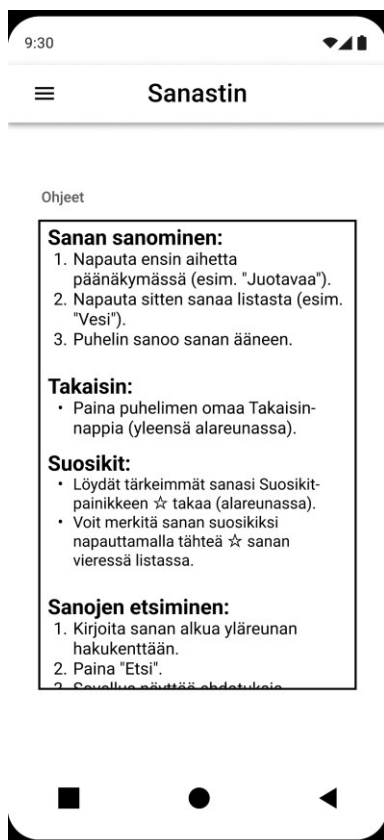 9:30
Sanastin
Ohjeet
Sanan sanominen:
1. Napauta ensin aihetta
päänäkymässä (esim. "Juotavaa").
2. Napauta sitten sanaa listasta (esim.
"Vesi").
3. Puhelin sanoo sanan ääneen.
Takaisin:
• Paina puhelimen omaa Takaisin-
nappia (yleensä alareunassa).
Suosikit:
• Löydät tärkeimmät sanasi Suosikit-
painikkeen ☆ takaa (alareunassa).
• Voit merkitä sanan suosikiksi
napauttamalla tähteä ☆ sanan
vieressä listassa.
Sanojen etsiminen:
1. Kirjoita sanan alkua yläreunan
hakukenttään.
2. Paina "Etsi".